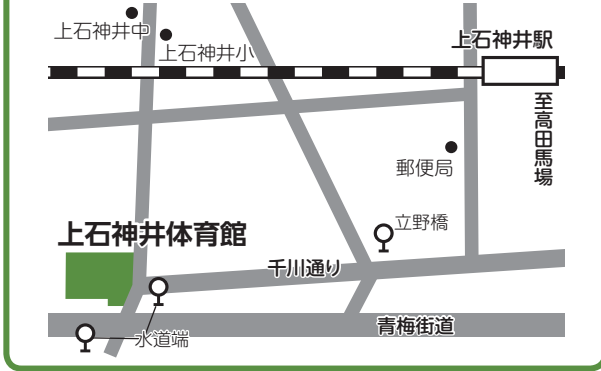 上石神井中
上石神井小
上石神井駅
至高田馬場
郵便局
立野橋
上石神井体育館
千川通り
青梅街道
水道端